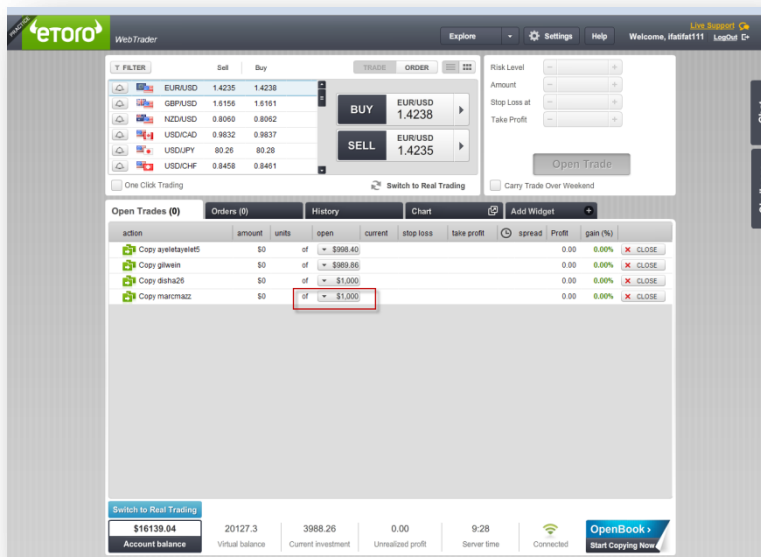 PRACTICE
eToro WebTrader
Explore Settings Help
Live Support
Welcome, ifatifat111 LogOut
FILTER Sell Buy
TRADE ORDER
EUR/USD 1.4235 1.4238
GBP/USD 1.6156 1.6161
NZD/USD 0.8060 0.8062
USD/CAD 0.9832 0.9837
USD/JPY 80.26 80.28
USD/CHF 0.8458 0.8461
BUY EUR/USD 1.4238
SELL EUR/USD 1.4235
One Click Trading
Switch to Real Trading
Risk Level
Amount
Stop Loss at
Take Profit
Open Trade
Carry Trade Over Weekend
Open Trades (0) Orders (0) History Chart Add Widget
action amount units open current stop loss take profit spread Profit gain (%)
Copy ayeletayelet5 $0 of $998.40 0.00 0.00% CLOSE
Copy gilwein $0 of $989.86 0.00 0.00% CLOSE
Copy disha26 $0 of $1,000 0.00 0.00% CLOSE
Copy marcmazz $0 of $1,000 0.00 0.00% CLOSE
Switch to Real Trading
$16139.04 20127.3 3988.26 0.00 9:28
Account balance Virtual balance Current investment Unrealized profit Server time Connected
OpenBook
Start Copying Now